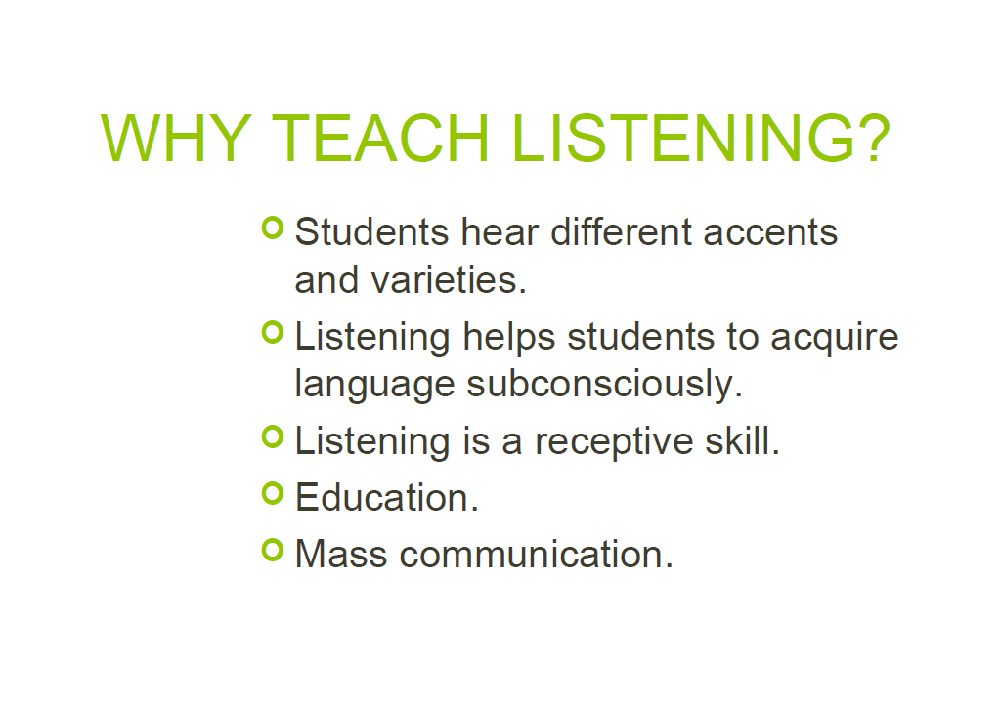 WHY TEACH LISTENING?
Students hear different accents
and varieties.
Listening helps students to acquire
language subconsciously.
Listening is a receptive skill.
Education.
Mass communication.